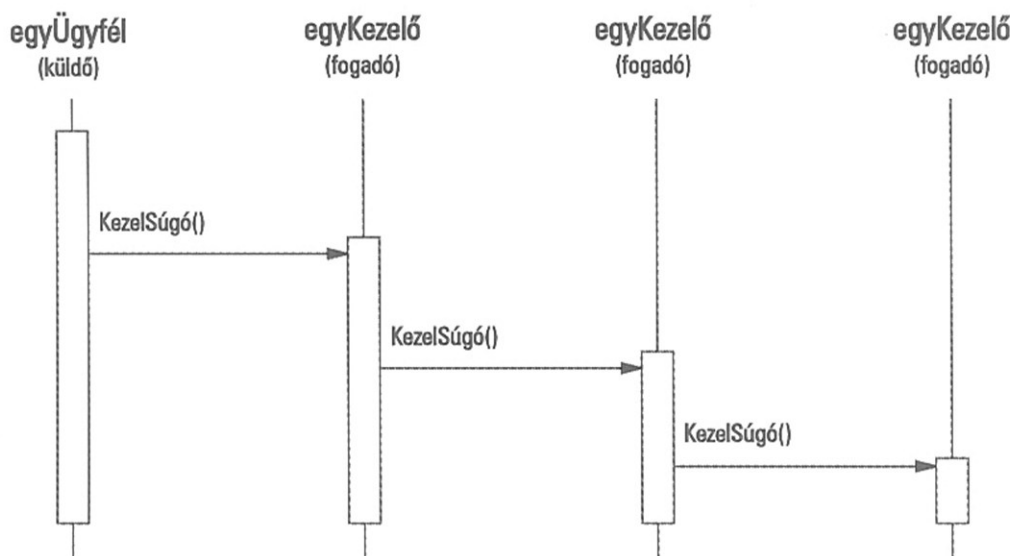 egyÜgyfél
(küldő)
egyKezelő
(fogadó)
egyKezelő
(fogadó)
egyKezelő
(fogadó)
KezelSúgó()
KezelSúgó()
KezelSúgó()